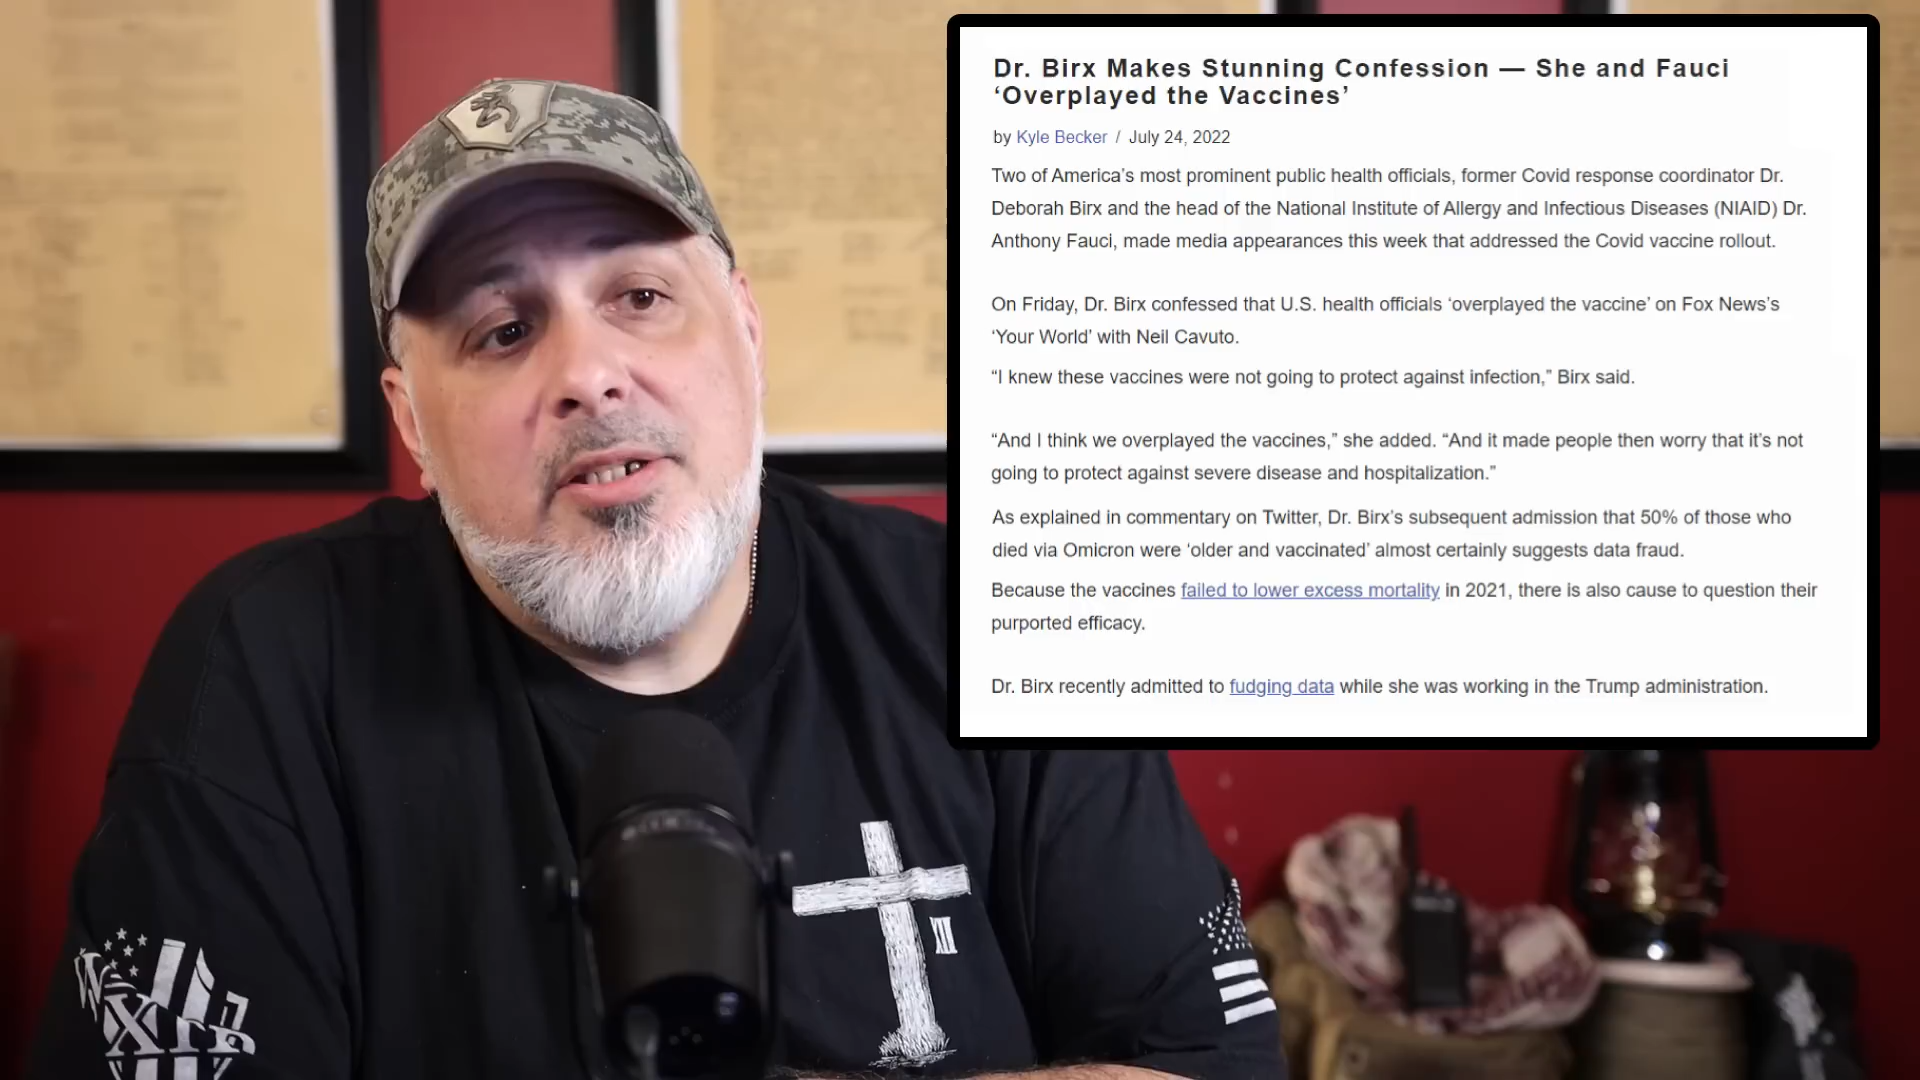 Dr. Birx Makes Stunning Confession — She and Fauci
‘Overplayed the Vaccines’
by Kyle Becker / July 24, 2022
Two of America’s most prominent public health officials, former Covid response coordinator Dr.
Deborah Birx and the head of the National Institute of Allergy and Infectious Diseases (NIAID) Dr.
Anthony Fauci, made media appearances this week that addressed the Covid vaccine rollout.
On Friday, Dr. Birx confessed that U.S. health officials ‘overplayed the vaccine’ on Fox News’s
‘Your World’ with Neil Cavuto.
“I knew these vaccines were not going to protect against infection,” Birx said.
“And I think we overplayed the vaccines,” she added. “And it made people then worry that it’s not
going to protect against severe disease and hospitalization.”
As explained in commentary on Twitter, Dr. Birx’s subsequent admission that 50% of those who
died via Omicron were ‘older and vaccinated’ almost certainly suggests data fraud.
Because the vaccines failed to lower excess mortality in 2021, there is also cause to question their
purported efficacy.
Dr. Birx recently admitted to fudging data while she was working in the Trump administration.
XII